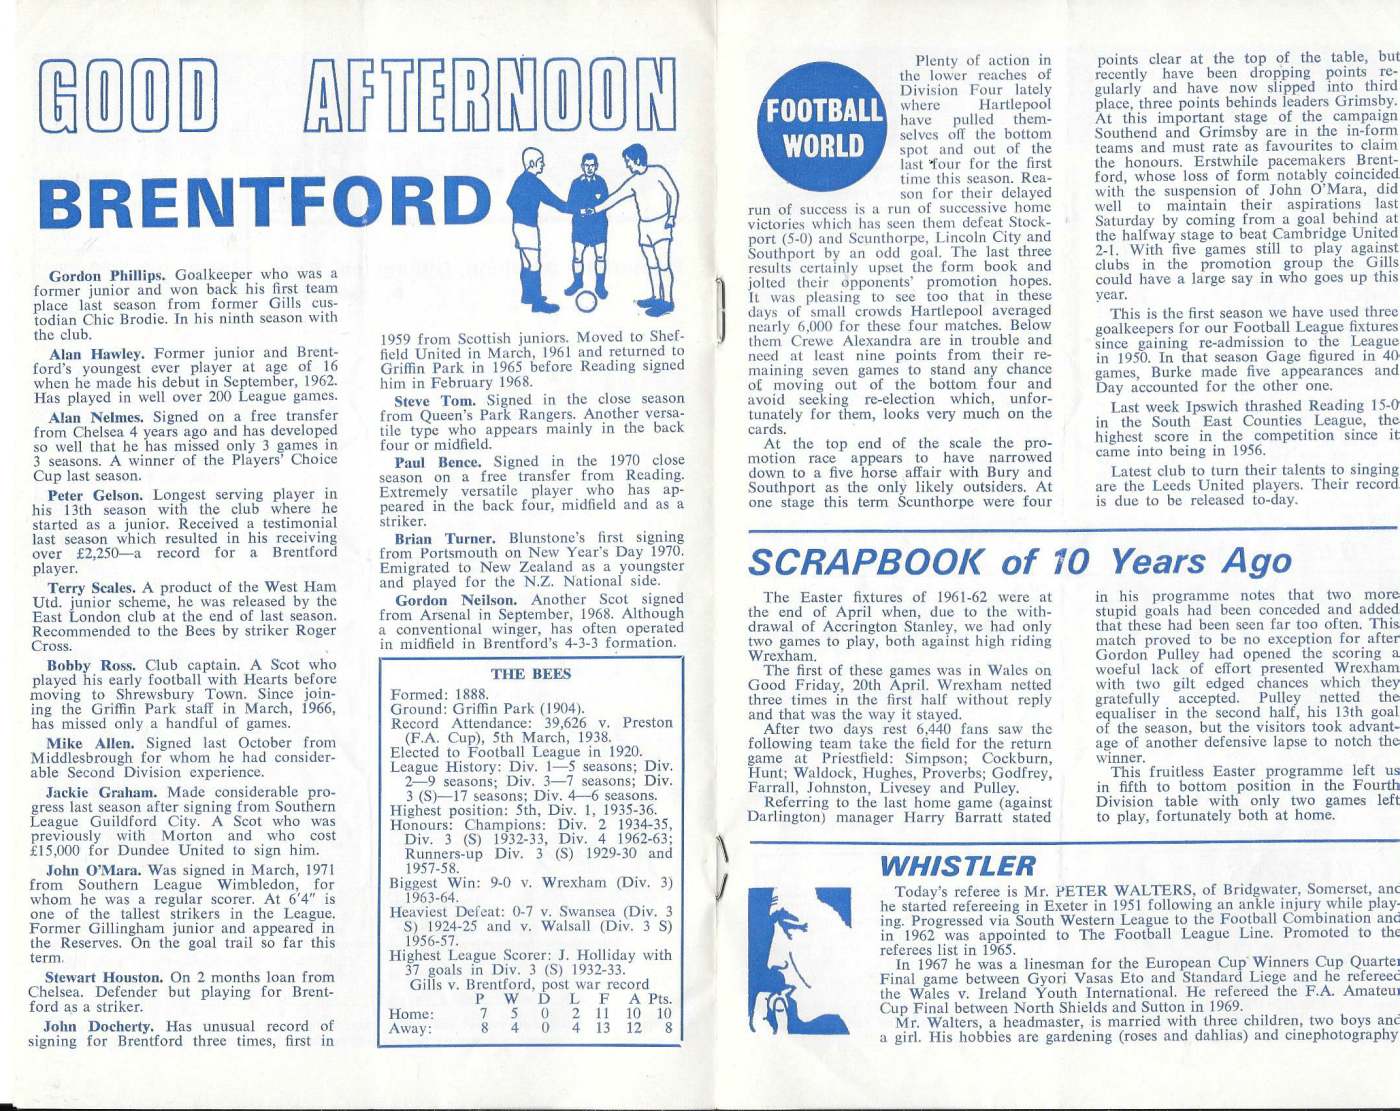 GOOD AFTERNOON
BRENTFORD
Gordon Phillips. Goalkeeper who was a
former junior and won back his first team
place last season from former Gills cus-
todian Chic Brodie. In his ninth season with
the club.
Alan Hawley. Former junior and Brent-
ford's youngest ever player at age of 16
when he made his debut in September, 1962.
Has played in well over 200 League games.
Alan Nelmes. Signed on a free transfer
from Chelsea 4 years ago and has developed
so well that he has missed only 3 games in
3 seasons. A winner of the Players' Choice
Cup last season.
Peter Gelson. Longest serving player in
his 13th season with the club where he
started as a junior. Received a testimonial
last season which resulted in his receiving
over £2,250—a record for a Brentford
player.
Terry Scales. A product of the West Ham
Utd. junior scheme, he was released by the
East London club at the end of last season.
Recommended to the Bees by striker Roger
Cross.
Bobby Ross. Club captain. A Scot who
played his early football with Hearts before
moving to Shrewsbury Town. Since join-
ing the Griffin Park staff in March, 1966,
has missed only a handful of games.
Mike Allen. Signed last October from
Middlesbrough for whom he had consider-
able Second Division experience.
Jackie Graham. Made considerable pro-
gress last season after signing from Southern
League Guildford City. A Scot who was
previously with Morton and who cost
£15,000 for Dundee United to sign him.
John O'Mara. Was signed in March, 1971
from Southern League Wimbledon, for
whom he was a regular scorer. At 6'4" is
one of the tallest strikers in the League.
Former Gillingham junior and appeared in
the Reserves. On the goal trail so far this
term.
Stewart Houston. On 2 months loan from
Chelsea. Defender but playing for Brent-
ford as a striker.
John Docherty. Has unusual record of
signing for Brentford three times, first in
1959 from Scottish juniors. Moved to Shef-
field United in March, 1961 and returned to
Griffin Park in 1965 before Reading signed
him in February 1968.
Steve Tom. Signed in the close season
from Queen's Park Rangers. Another versa-
tile type who appears mainly in the back
four or midfield.
Paul Bence. Signed in the 1970 close
season on a free transfer from Reading.
Extremely versatile player who has ap-
peared in the back four, midfield and as a
striker.
Brian Turner. Blunstone's first signing
from Portsmouth on New Year's Day 1970.
Emigrated to New Zealand as a youngster
and played for the N.Z. National side.
Gordon Neilson. Another Scot signed
from Arsenal in September, 1968. Although
a conventional winger, has often operated
in midfield in Brentford's 4-3-3 formation.
THE BEES
Formed: 1888.
Ground: Griffin Park (1904).
Record Attendance: 39,626 v. Preston
(F.A. Cup), 5th March, 1938.
Elected to Football League in 1920.
League History: Div. 1—5 seasons; Div.
2—9 seasons; Div. 3—7 seasons; Div.
3 (S)—17 seasons; Div. 4—6 seasons.
Highest position: 5th, Div. 1, 1935-36.
Honours: Champions: Div. 2 1934-35,
Div. 3 (S) 1932-33, Div. 4 1962-63;
Runners-up Div. 3 (S) 1929-30 and
1957-58.
Biggest Win: 9-0 v. Wrexham (Div. 3)
1963-64.
Heaviest Defeat: 0-7 v. Swansea (Div. 3
S) 1924-25 and v. Walsall (Div. 3 S)
1956-57.
Highest League Scorer: J. Holliday with
37 goals in Div. 3 (S) 1932-33.
Gills v. Brentford, post war record
P W D L F A Pts.
Home: 7 5 0 2 11 10 10
Away: 8 4 0 4 13 12 8
FOOTBALL
WORLD
Plenty of action in
the lower reaches of
Division Four lately
where Hartlepool
have pulled them-
selves off the bottom
spot and out of the
last four for the first
time this season. Rea-
son for their delayed
run of success is a run of successive home
victories which has seen them defeat Stock-
port (5-0) and Scunthorpe, Lincoln City and
Southport by an odd goal. The last three
results certainly upset the form book and
jolted their opponents' promotion hopes.
It was pleasing to see too that in these
days of small crowds Hartlepool averaged
nearly 6,000 for these four matches. Below
them Crewe Alexandra are in trouble and
need at least nine points from their re-
maining seven games to stand any chance
of moving out of the bottom four and
avoid seeking re-election which, unfor-
tunately for them, looks very much on the
cards.
At the top end of the scale the pro-
motion race appears to have narrowed
down to a five horse affair with Bury and
Southport as the only likely outsiders. At
one stage this term Scunthorpe were four
points clear at the top of the table, but
recently have been dropping points re-
gularly and have now slipped into third
place, three points behinds leaders Grimsby.
At this important stage of the campaign
Southend and Grimsby are in the in-form
teams and must rate as favourites to claim
the honours. Erstwhile pacemakers Brent-
ford, whose loss of form notably coincided
with the suspension of John O'Mara, did
well to maintain their aspirations last
Saturday by coming from a goal behind at
the halfway stage to beat Cambridge United
2-1. With five games still to play against
clubs in the promotion group the Gills
could have a large say in who goes up this
year.
This is the first season we have used three
goalkeepers for our Football League fixtures
since gaining re-admission to the League
in 1950. In that season Gage figured in 40
games, Burke made five appearances and
Day accounted for the other one.
Last week Ipswich thrashed Reading 15-0
in the South East Counties League, the
highest score in the competition since it
came into being in 1956.
Latest club to turn their talents to singing
are the Leeds United players. Their record
is due to be released to-day.
SCRAPBOOK of 10 Years Ago
The Easter fixtures of 1961-62 were at
the end of April when, due to the with-
drawal of Accrington Stanley, we had only
two games to play, both against high riding
Wrexham.
The first of these games was in Wales on
Good Friday, 20th April. Wrexham netted
three times in the first half without reply
and that was the way it stayed.
After two days rest 6,440 fans saw the
following team take the field for the return
game at Priestfield: Simpson; Cockburn,
Hunt; Waldock, Hughes, Proverbs; Godfrey,
Farrall, Johnston, Livesey and Pulley.
Referring to the last home game (against
Darlington) manager Harry Barratt stated
in his programme notes that two more
stupid goals had been conceded and added
that these had been seen far too often. This
match proved to be no exception for after
Gordon Pulley had opened the scoring a
woeful lack of effort presented Wrexham
with two gilt edged chances which they
gratefully accepted. Pulley netted the
equaliser in the second half, his 13th goal
of the season, but the visitors took advant-
age of another defensive lapse to notch the
winner.
This fruitless Easter programme left us
in fifth to bottom position in the Fourth
Division table with only two games left
to play, fortunately both at home.
WHISTLER
Today's referee is Mr. PETER WALTERS, of Bridgwater, Somerset, and
he started refereeing in Exeter in 1951 following an ankle injury while play-
ing. Progressed via South Western League to the Football Combination and
in 1962 was appointed to The Football League Line. Promoted to the
referees list in 1965.
In 1967 he was a linesman for the European Cup Winners Cup Quarter
Final game between Gyori Vasas Eto and Standard Liege and he refereed
the Wales v. Ireland Youth International. He refereed the F.A. Amateur
Cup Final between North Shields and Sutton in 1969.
Mr. Walters, a headmaster, is married with three children, two boys and
a girl. His hobbies are gardening (roses and dahlias) and cinephotography